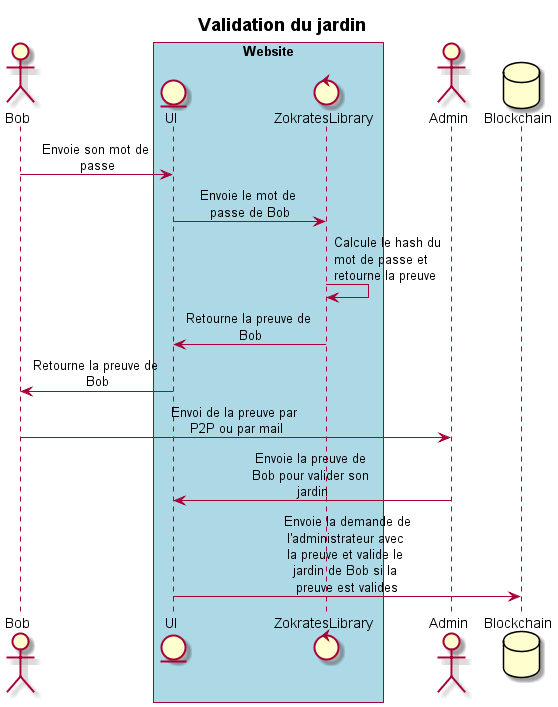 Validation du jardin
Website
Bob
UI
ZokratesLibrary
Admin
Blockchain
Envoie son mot de
passe
Envoie le mot de
passe de Bob
Calcule le hash du
mot de passe et
retourne la preuve
Retourne la preuve de
Bob
Retourne la preuve de
Bob
Envoi de la preuve par
P2P ou par mail
Envoie la preuve de
Bob pour valider son
jardin
Envoie la demande de
l'administrateur avec
la preuve et valide le
jardin de Bob si la
preuve est valides
Bob
UI
ZokratesLibrary
Admin
Blockchain